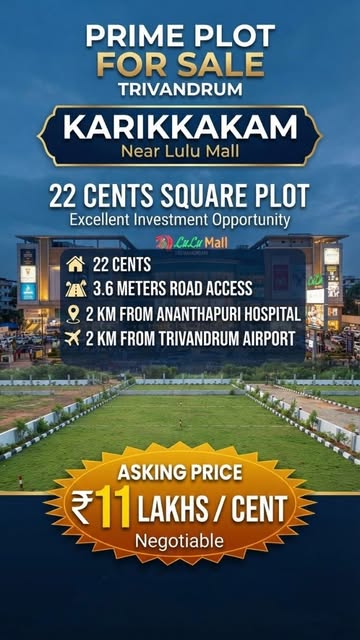 PRIME PLOT
FOR SALE
TRIVANDRUM
KARIKKAKAM
Near Lulu Mall
22 CENTS SQUARE PLOT
Excellent Investment Opportunity
LuLu Mall
22 CENTS
3.6 METERS ROAD ACCESS
2 KM FROM ANANTHAPURI HOSPITAL
2 KM FROM TRIVANDRUM AIRPORT
ASKING PRICE
₹11 LAKHS / CENT
Negotiable